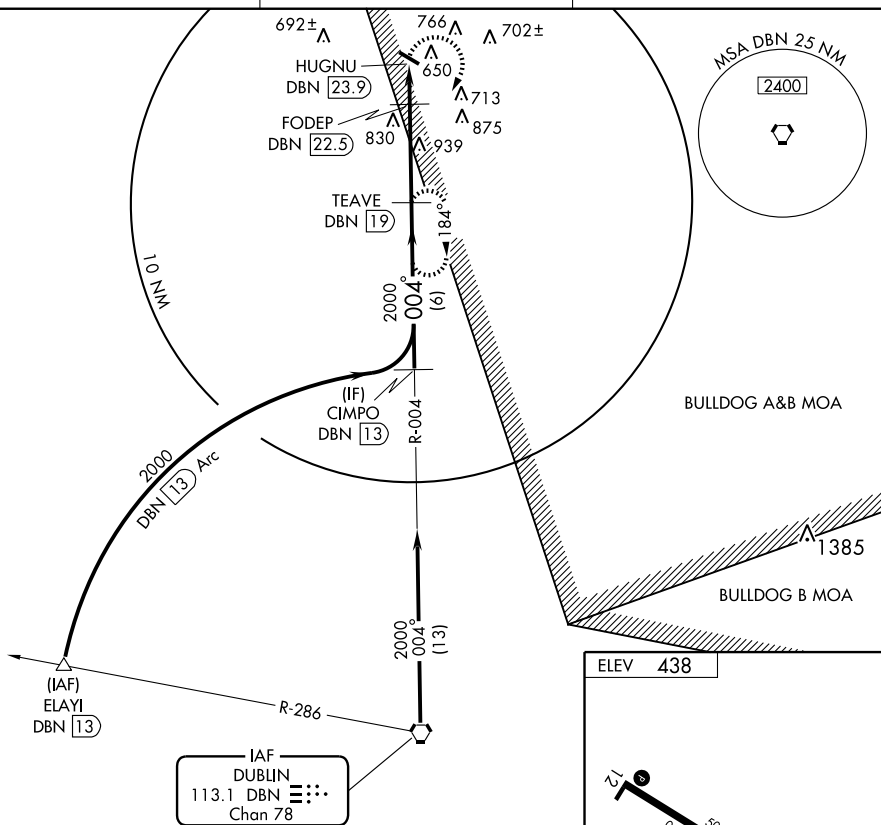 692±
766
702±
HUGNU
DBN 23.9
650
713
FODEP
DBN 22.5
830
875
939
MSA DBN 25 NM
2400
TEAVE
DBN 19
184°
10 NM
2000
004°
(6)
(IF)
CIMPO
DBN 13
R-004
BULLDOG A&B MOA
2000
DBN 13 Arc
1385
BULLDOG B MOA
2000
004°
(13)
(IAF)
ELAYI
DBN 13
R-286
IAF
DUBLIN
113.1 DBN
Chan 78
ELEV 438
12
P